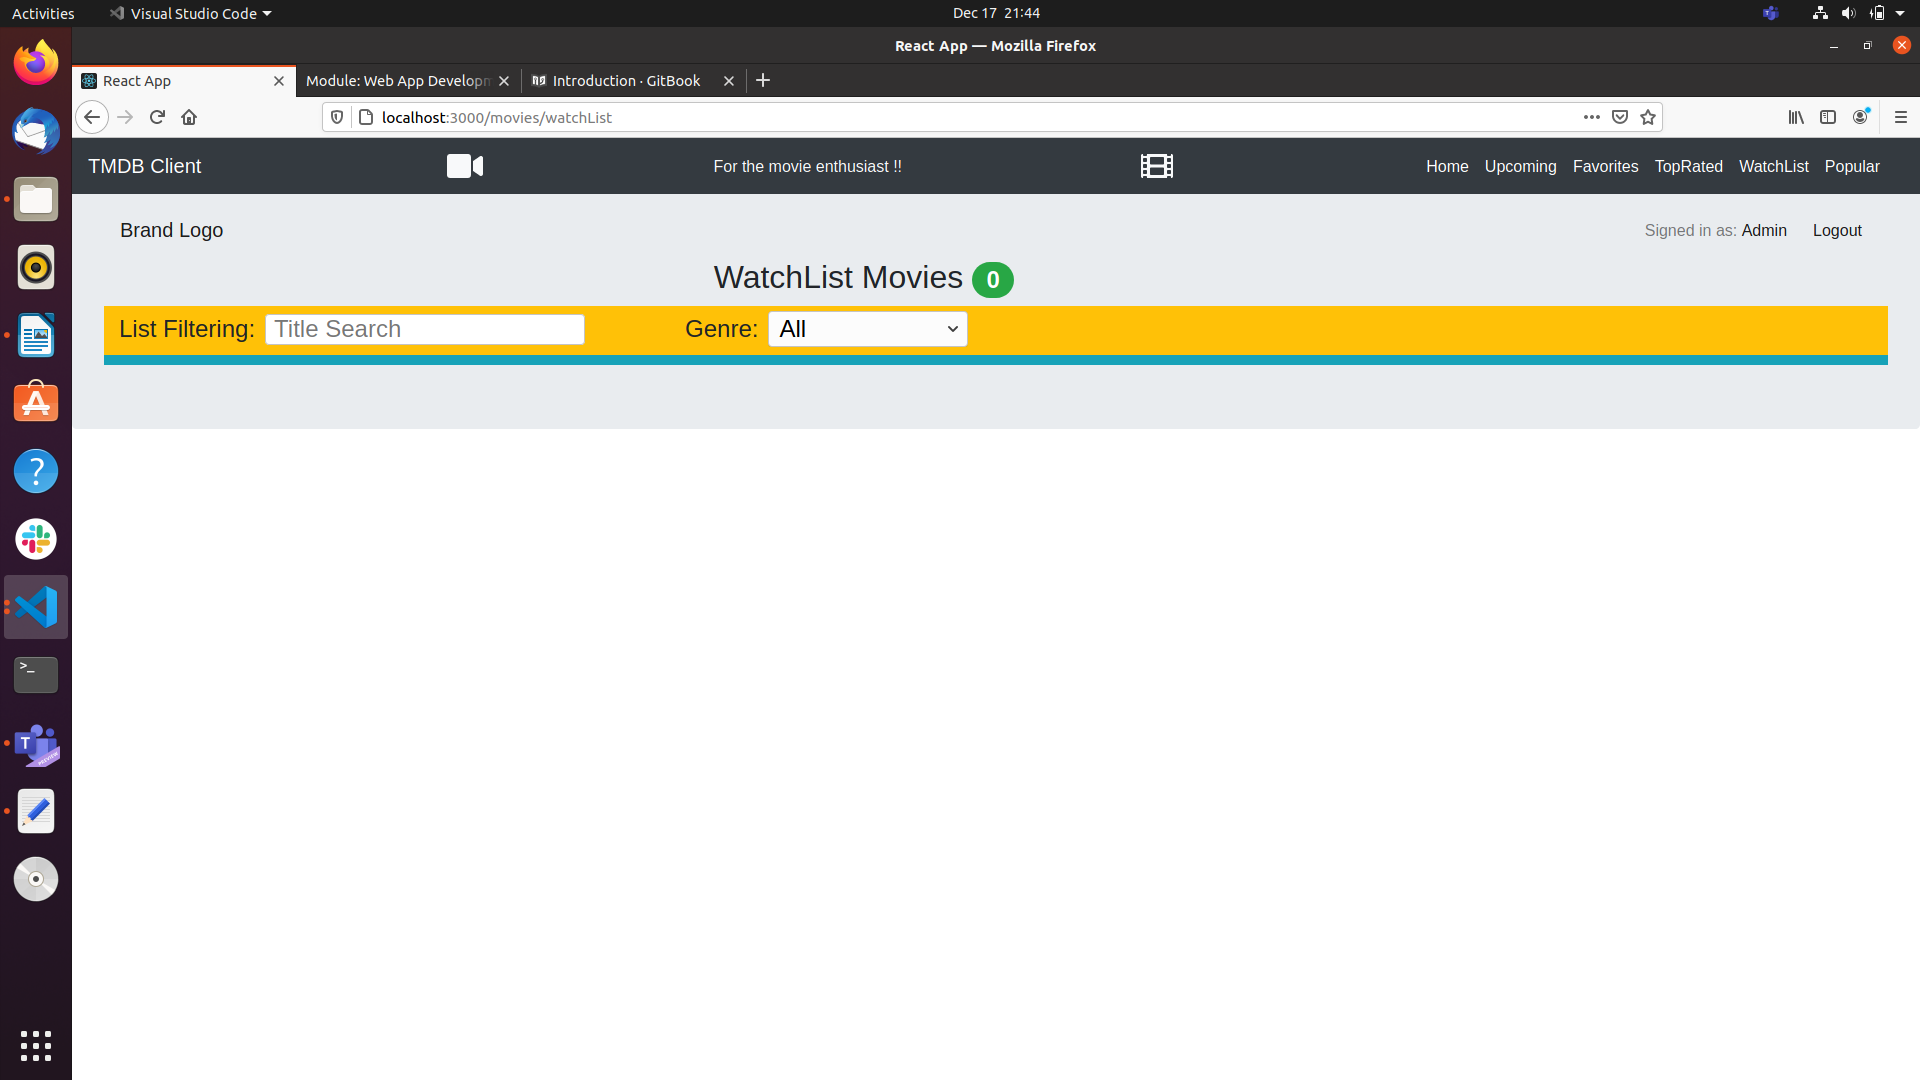 Activities Visual Studio Code Dec 17 21:44
React App — Mozilla Firefox
React App Module: Web App Developm Introduction · GitBook
localhost:3000/movies/watchList
TMDB Client For the movie enthusiast !! Home Upcoming Favorites TopRated WatchList Popular
Brand Logo Signed in as: Admin Logout
WatchList Movies 0
List Filtering: Title Search Genre: All